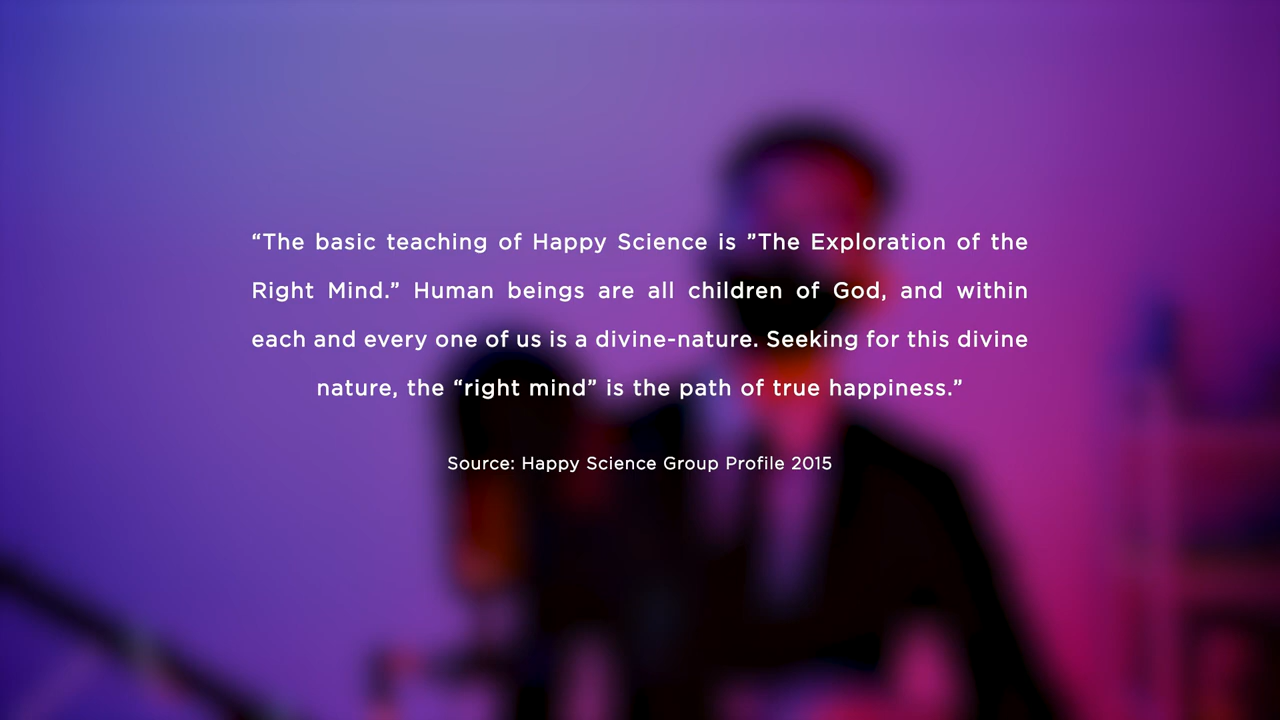 “The basic teaching of Happy Science is ”The Exploration of the
Right Mind.” Human beings are all children of God, and within
each and every one of us is a divine-nature. Seeking for this divine
nature, the “right mind” is the path of true happiness.”
Source: Happy Science Group Profile 2015